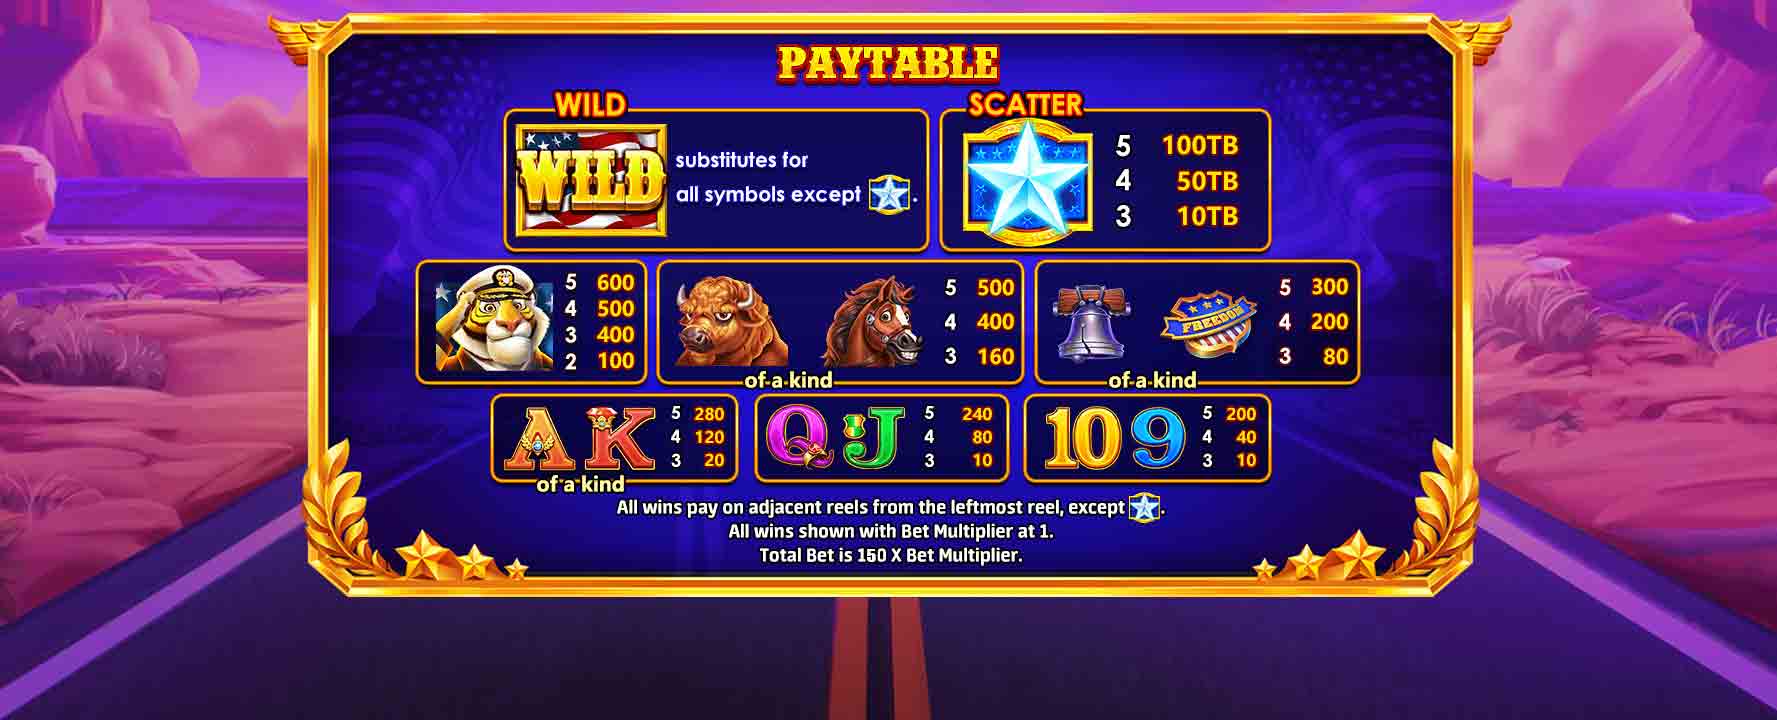 PAYTABLE
WILD
WILD
substitutes for
all symbols except .
SCATTER
5 100TB
4 50TB
3 10TB
5 600
4 500
3 400
2 100
5 500
4 400
3 160
of a kind
FREEDOM
5 300
4 200
3 80
of a kind
A K
5 280
4 120
3 20
of a kind
Q J
5 240
4 80
3 10
10 9
5 200
4 40
3 10
All wins pay on adjacent reels from the leftmost reel, except .
All wins shown with Bet Multiplier at 1.
Total Bet is 150 X Bet Multiplier.